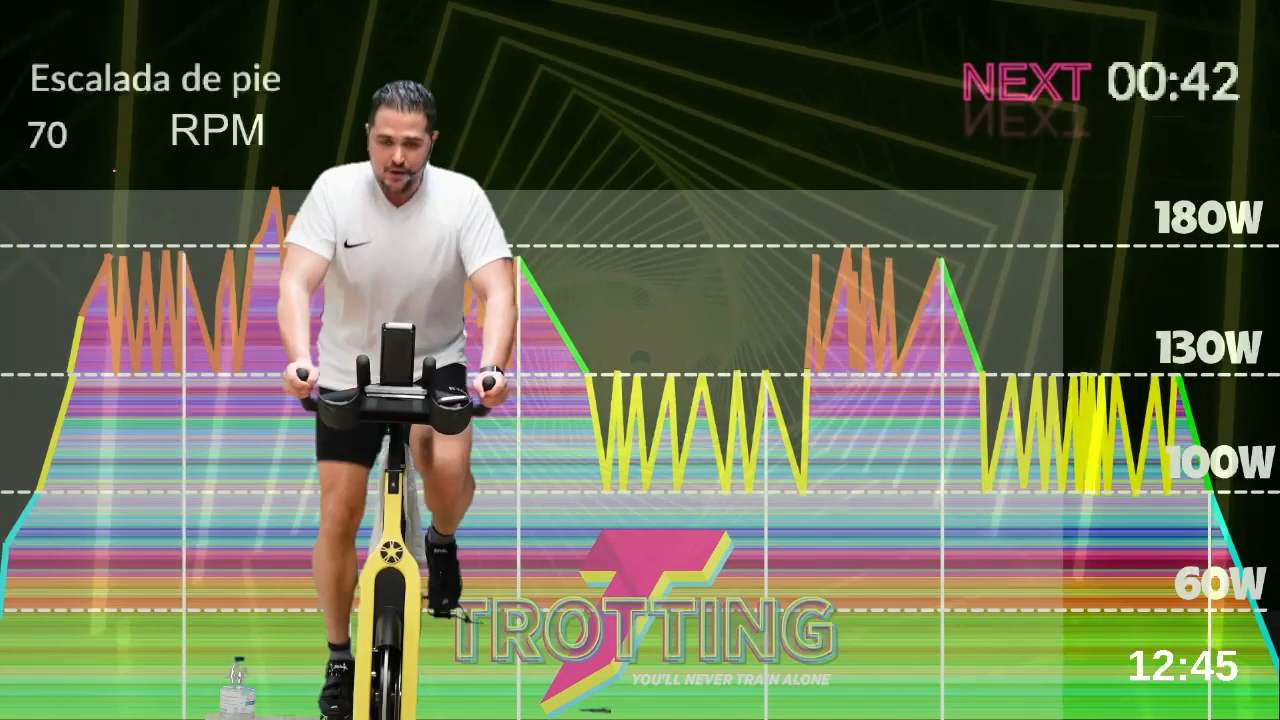 Escalada de pie
70 RPM
NEXT 00:42
NEXT
180W
130W
100W
60W
TROTTING
YOU'LL NEVER TRAIN ALONE
12:45